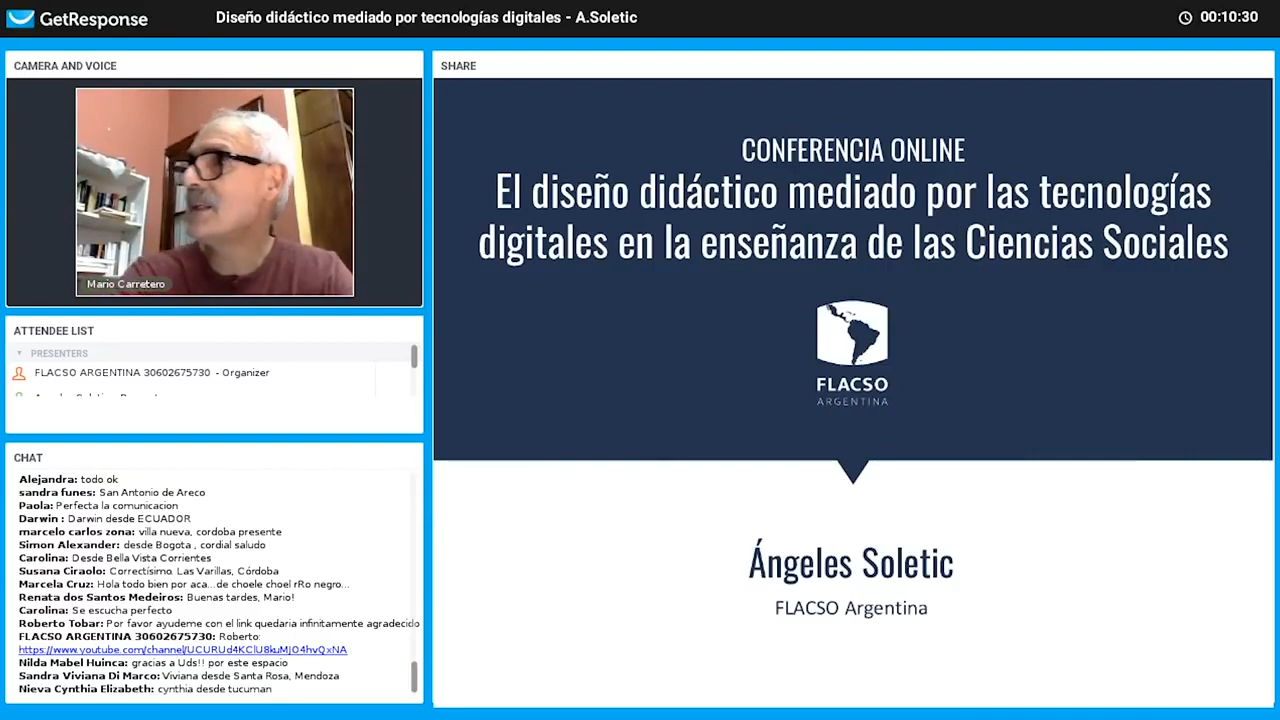 GetResponse
Diseño didáctico mediado por tecnologías digitales - A.Soletic
00:10:30
CAMERA AND VOICE
Mario Carretero
ATTENDEE LIST
PRESENTERS
FLACSO ARGENTINA 30602675730 - Organizer
CHAT
Alejandra: todo ok
sandra funes: San Antonio de Areco
Paola: Perfecta la comunicacion
Darwin : Darwin desde ECUADOR
marcelo carlos zona: villa nueva, cordoba presente
Simon Alexander: desde Bogota , cordial saludo
Carolina: Desde Bella Vista Corrientes
Susana Ciraolo: Correctísimo. Las Varillas, Córdoba
Marcela Cruz: Hola todo bien por aca...de choele choel rRo negro...
Renata dos Santos Medeiros: Buenas tardes, Mario!
Carolina: Se escucha perfecto
Roberto Tobar: Por favor ayudeme con el link quedaria infinitamente agradecido
FLACSO ARGENTINA 30602675730: Roberto:
Nilda Mabel Huinca: gracias a Uds!! por este espacio
Sandra Viviana Di Marco: Viviana desde Santa Rosa, Mendoza
Nieva Cynthia Elizabeth: cynthia desde tucuman
SHARE
CONFERENCIA ONLINE
El diseño didáctico mediado por las tecnologías
digitales en la enseñanza de las Ciencias Sociales
FLACSO
ARGENTINA
Ángeles Soletic
FLACSO Argentina